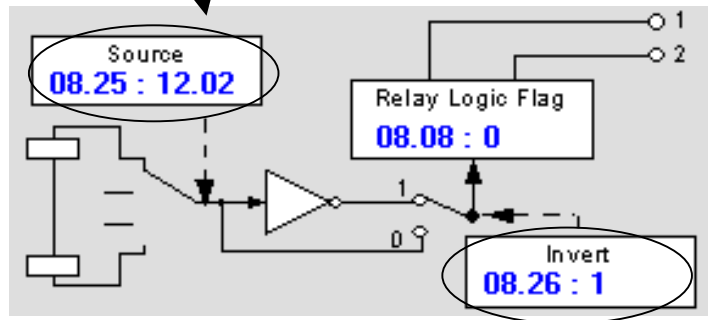 Source
08.25 : 12.02
1
2
Relay Logic Flag
08.08 : 0
1
0
Invert
08.26 : 1